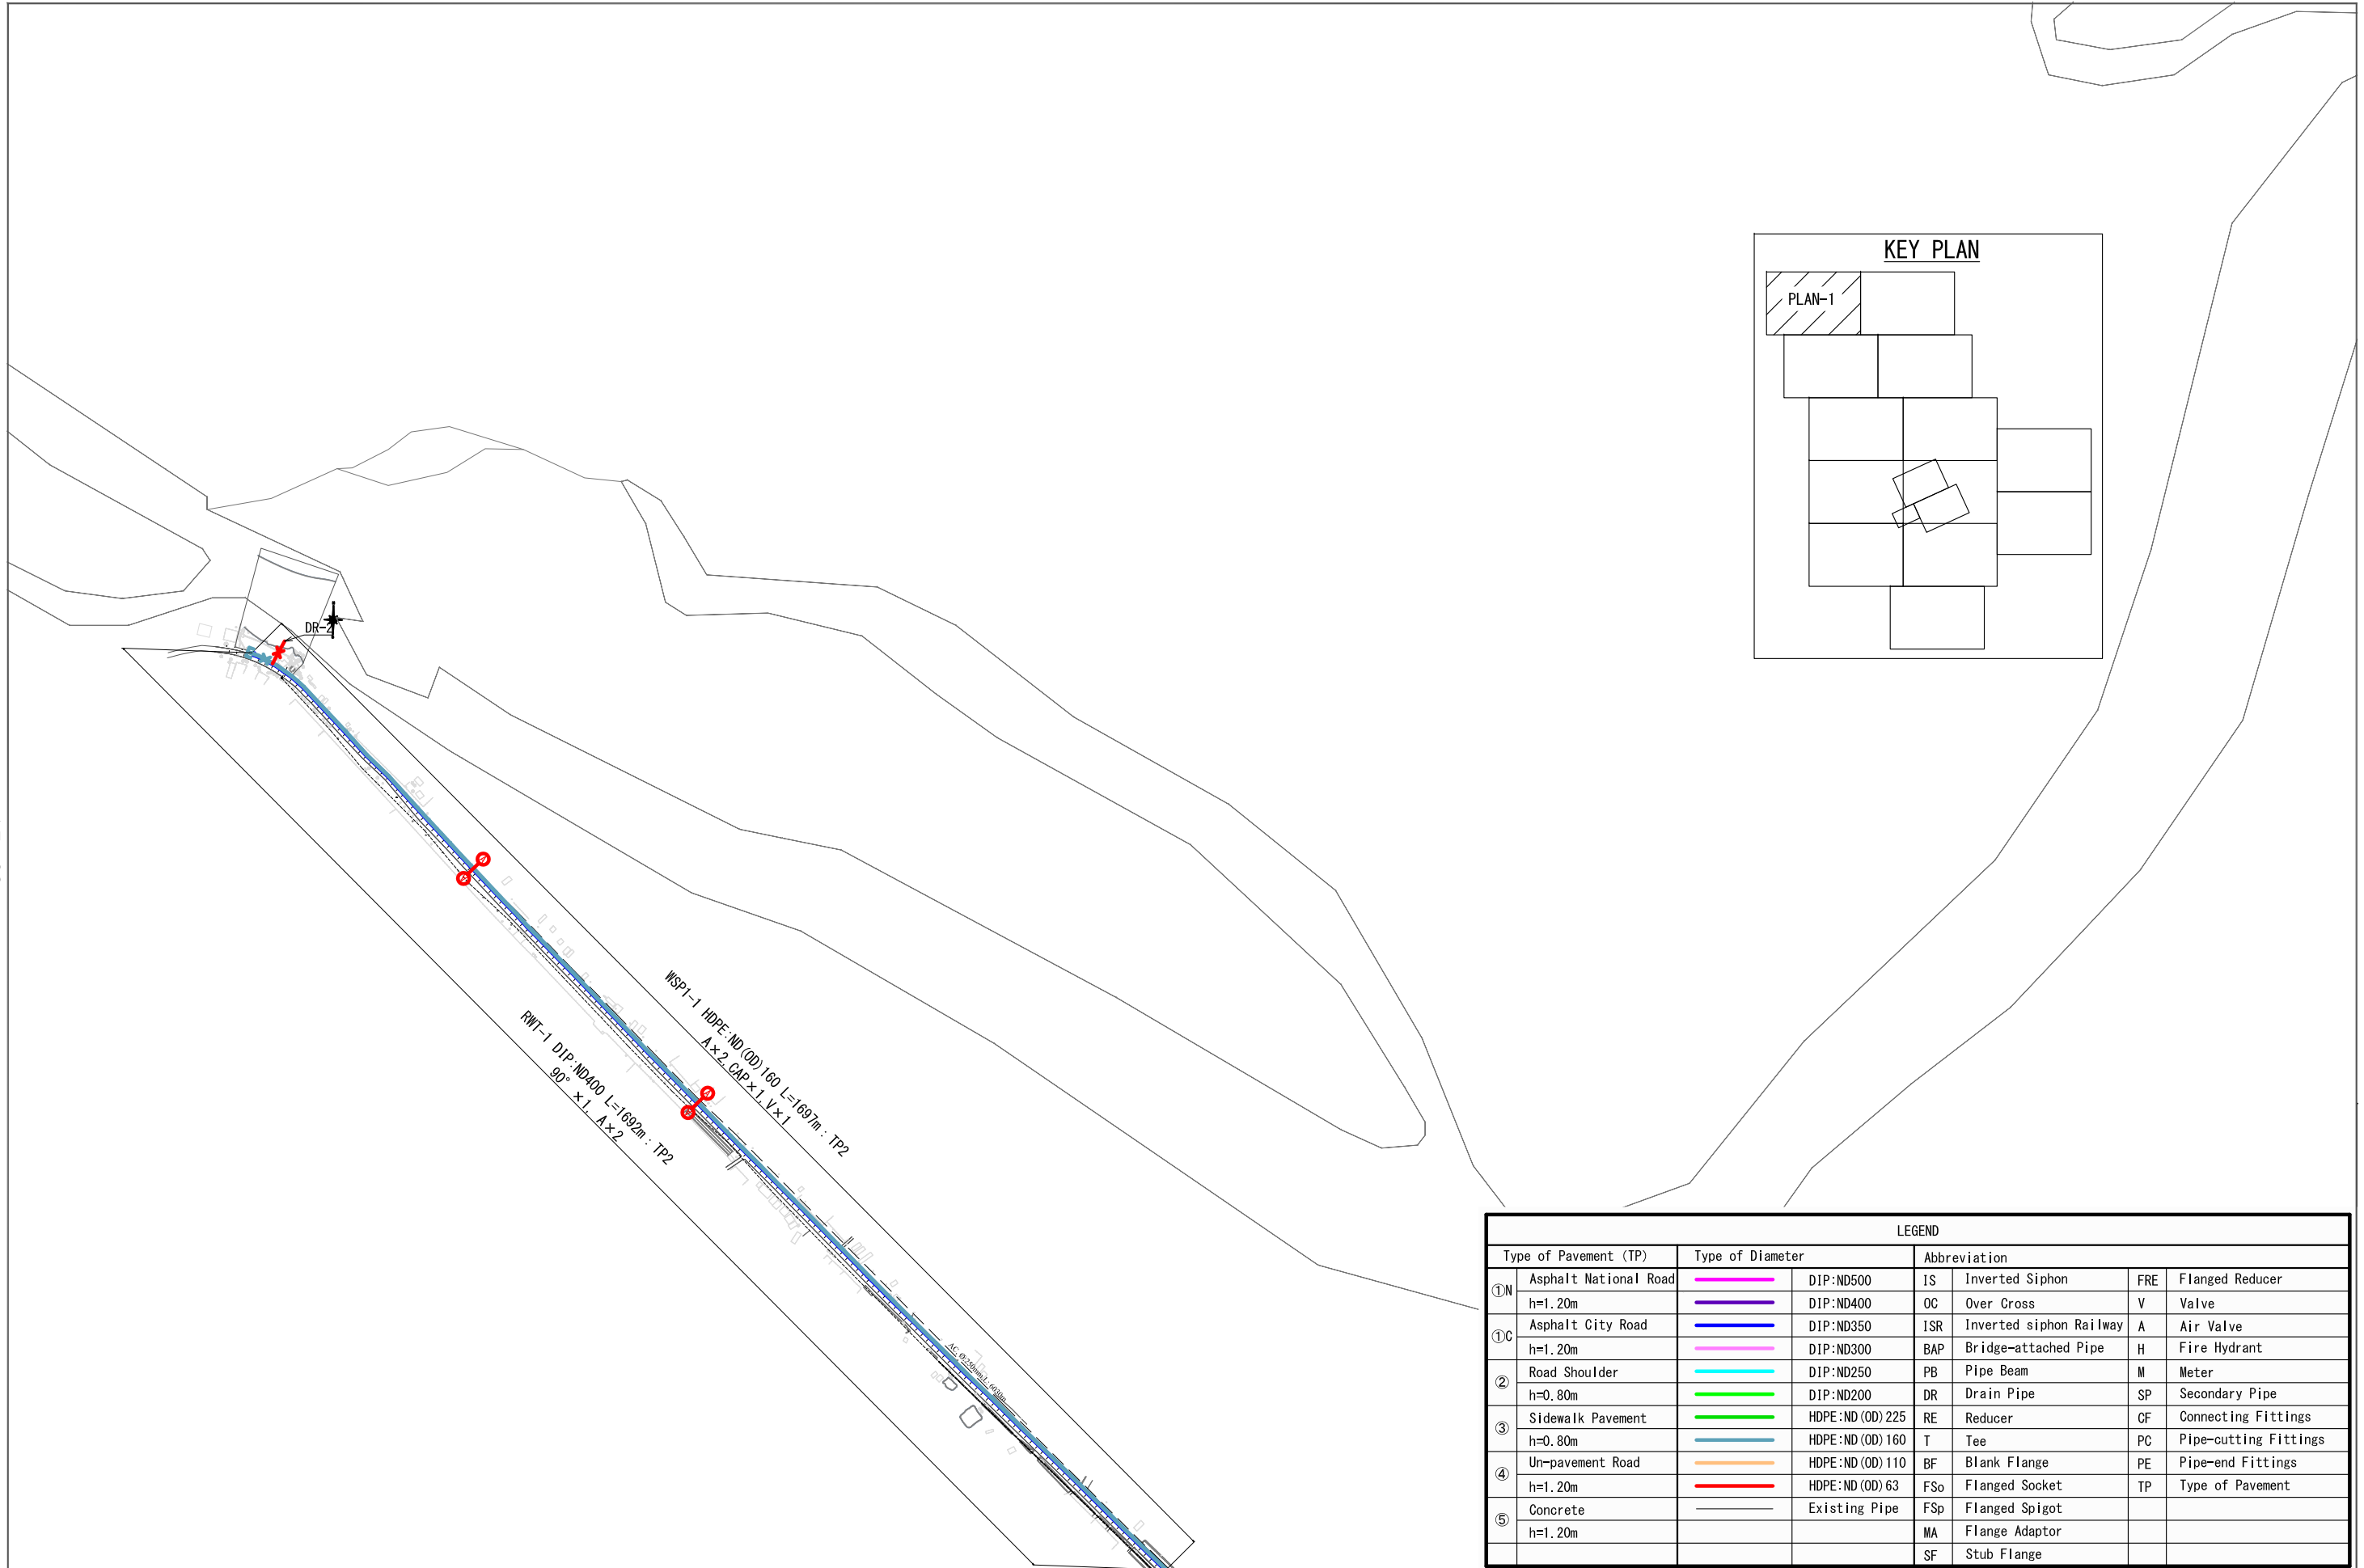 KEY PLAN
PLAN-1
DR-2
WSP1-1 HDPE:ND(OD)160 L=1697m : TP2
A×2, CAP×1, V×1
RWT-1 DIP:ND400 L=1692m : TP2
90° ×1, A×2
LEGEND
Type of Pavement (TP) Type of Diameter Abbreviation
①N Asphalt National Road DIP:ND500 IS Inverted Siphon FRE Flanged Reducer
h=1.20m DIP:ND400 OC Over Cross V Valve
①C Asphalt City Road DIP:ND350 ISR Inverted siphon Railway A Air Valve
h=1.20m DIP:ND300 BAP Bridge-attached Pipe H Fire Hydrant
② Road Shoulder DIP:ND250 PB Pipe Beam M Meter
h=0.80m DIP:ND200 DR Drain Pipe SP Secondary Pipe
③ Sidewalk Pavement HDPE:ND(OD)225 RE Reducer CF Connecting Fittings
h=0.80m HDPE:ND(OD)160 T Tee PC Pipe-cutting Fittings
④ Un-pavement Road HDPE:ND(OD)110 BF Blank Flange PE Pipe-end Fittings
h=1.20m HDPE:ND(OD)63 FSo Flanged Socket TP Type of Pavement
⑤ Concrete Existing Pipe FSp Flanged Spigot
h=1.20m MA Flange Adaptor
SF Stub Flange